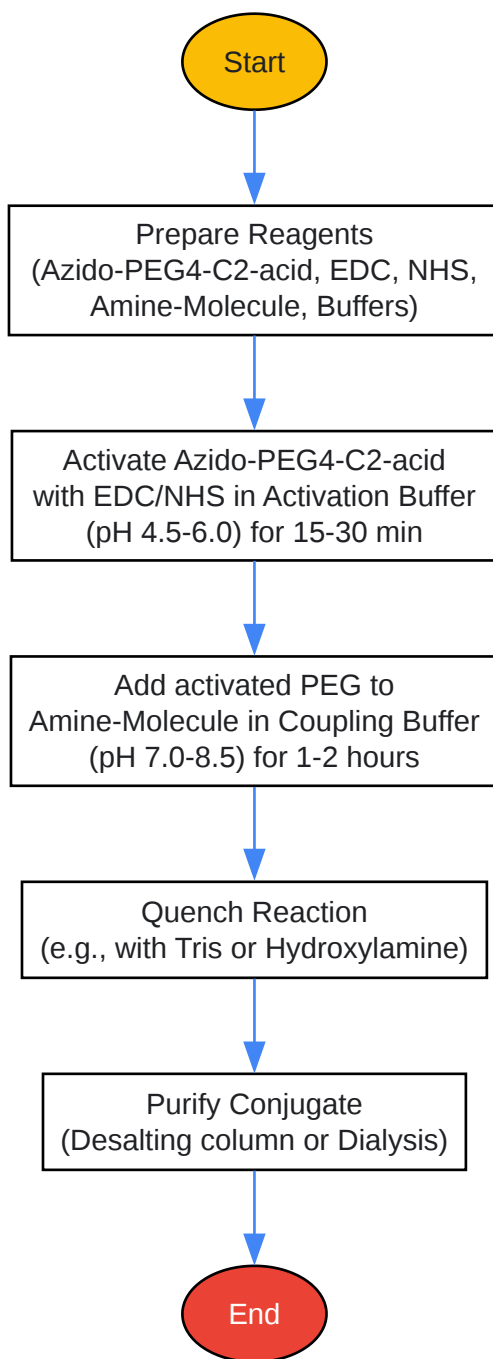 Start
Prepare Reagents
(Azido-PEG4-C2-acid, EDC, NHS,
Amine-Molecule, Buffers)
Activate Azido-PEG4-C2-acid
with EDC/NHS in Activation Buffer
(pH 4.5-6.0) for 15-30 min
Add activated PEG to
Amine-Molecule in Coupling Buffer
(pH 7.0-8.5) for 1-2 hours
Quench Reaction
(e.g., with Tris or Hydroxylamine)
Purify Conjugate
(Desalting column or Dialysis)
End